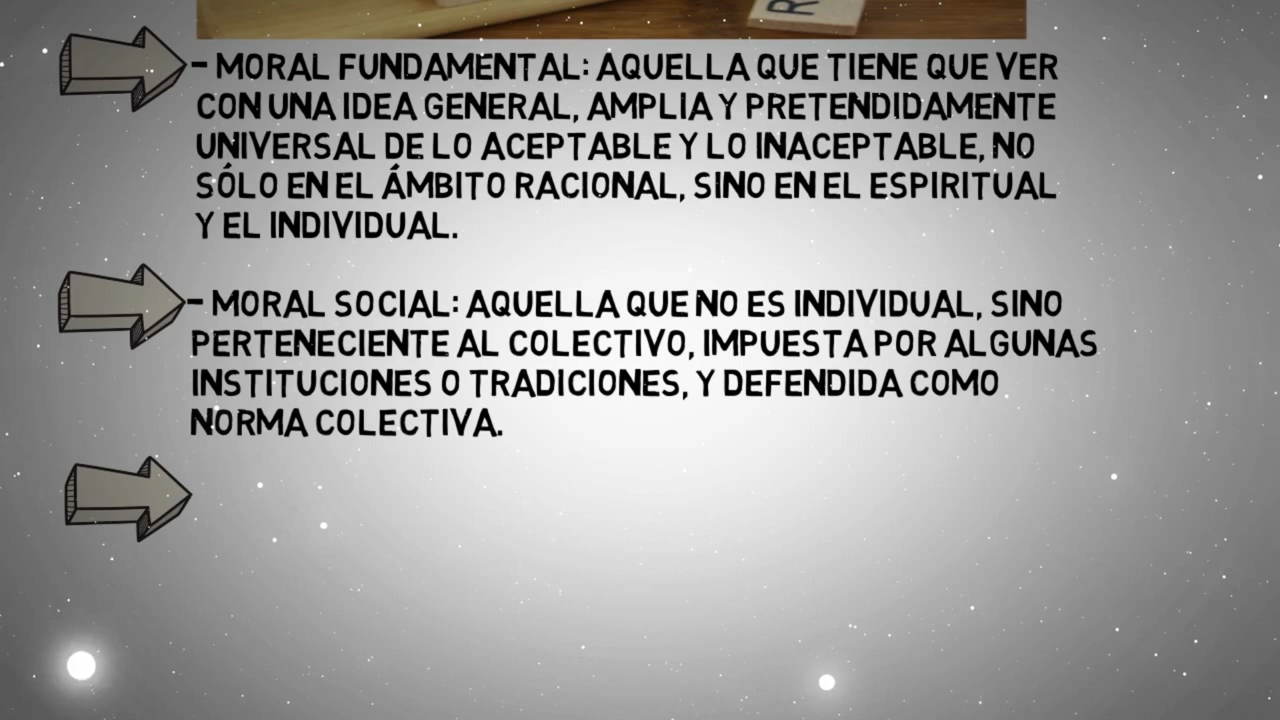 R
- MORAL FUNDAMENTAL: AQUELLA QUE TIENE QUE VER
CON UNA IDEA GENERAL, AMPLIA Y PRETENDIDAMENTE
UNIVERSAL DE LO ACEPTABLE Y LO INACEPTABLE, NO
SÓLO EN EL ÁMBITO RACIONAL, SINO EN EL ESPIRITUAL
Y EL INDIVIDUAL.
- MORAL SOCIAL: AQUELLA QUE NO ES INDIVIDUAL, SINO
PERTENECIENTE AL COLECTIVO, IMPUESTA POR ALGUNAS
INSTITUCIONES O TRADICIONES, Y DEFENDIDA COMO
NORMA COLECTIVA.